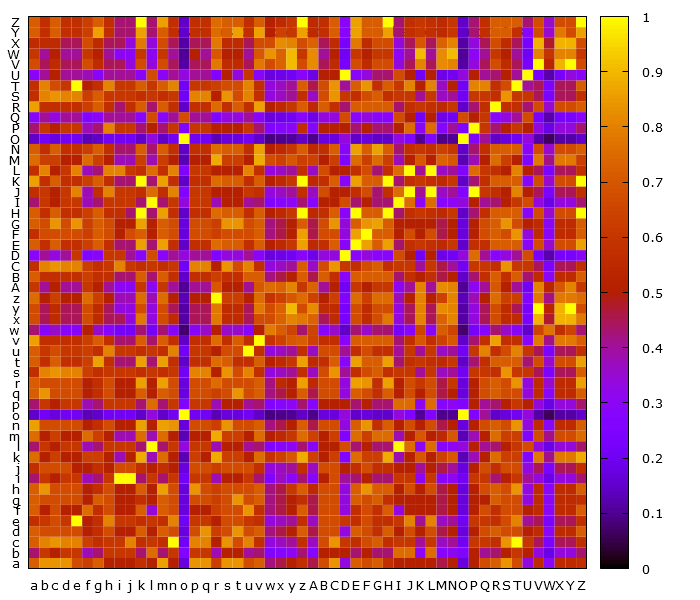 Z
Y
X
W
V
U
T
S
R
Q
P
O
N
M
L
K
J
I
H
G
F
E
D
C
B
A
z
y
x
w
v
u
t
s
r
q
p
o
n
m
l
k
j
i
h
g
f
e
d
c
b
a
a b c d e f g h i j k l m n o p q r s t u v w x y z A B C D E F G H I J K L M N O P Q R S T U V W X Y Z
1
0.9
0.8
0.7
0.6
0.5
0.4
0.3
0.2
0.1
0